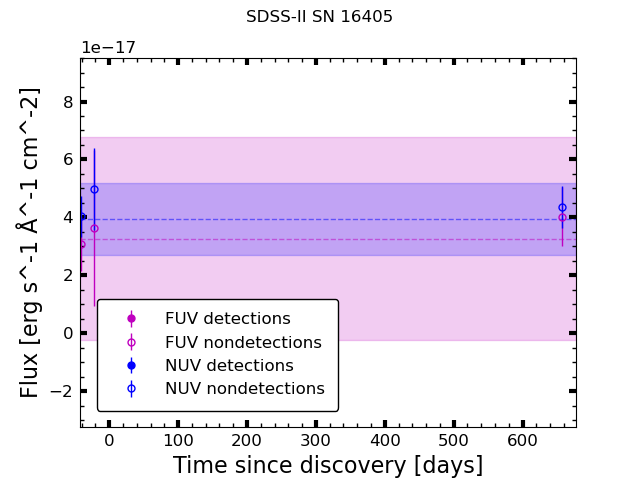 SDSS-II SN 16405
1e−17
Flux [erg s^-1 Å^-1 cm^-2]
8
6
4
2
0
−2
FUV detections
FUV nondetections
NUV detections
NUV nondetections
0 100 200 300 400 500 600
Time since discovery [days]